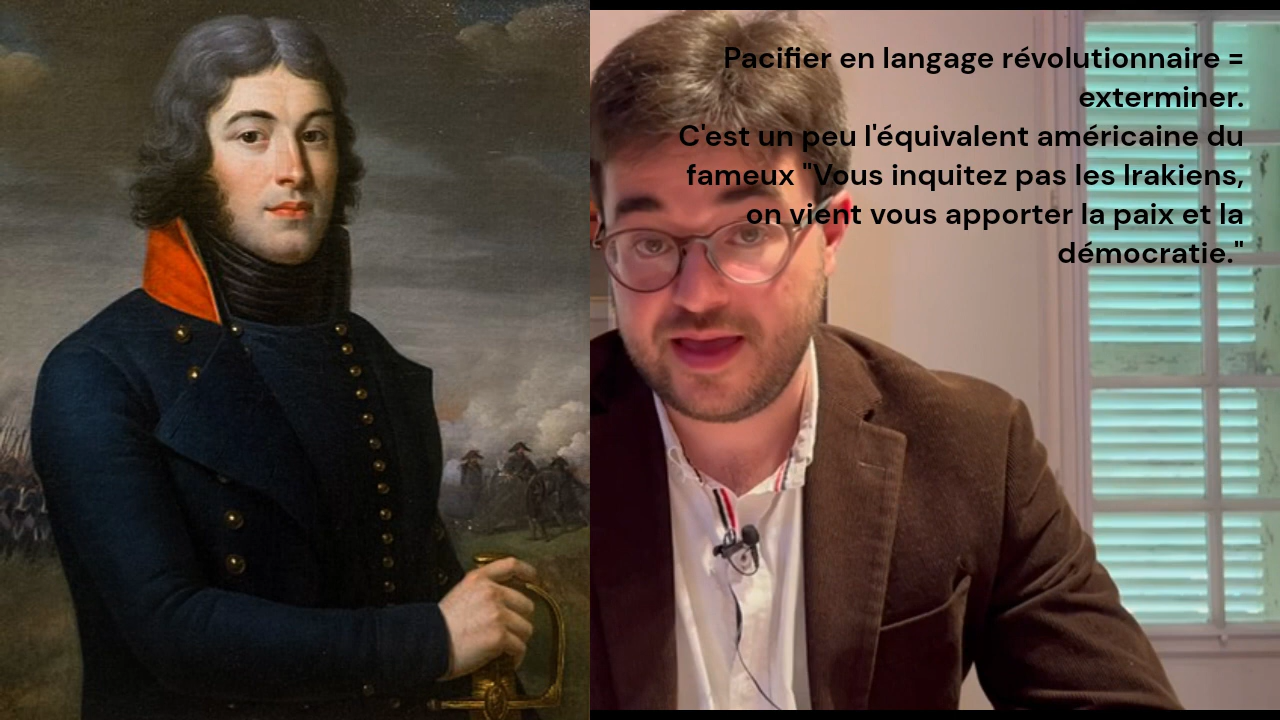 Pacifier en langage révolutionnaire =
exterminer.
C'est un peu l'équivalent américaine du
fameux "Vous inquitez pas les Irakiens,
on vient vous apporter la paix et la
démocratie."